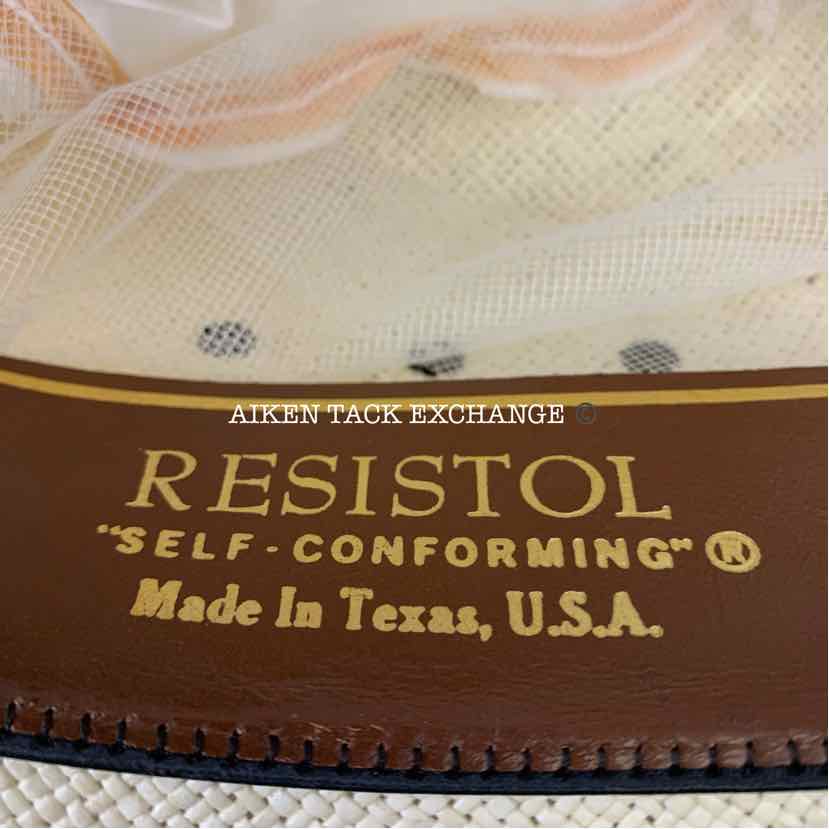 AIKEN TACK EXCHANGE ©
RESISTOL
"SELF-CONFORMING"®
Made In Texas, U.S.A.